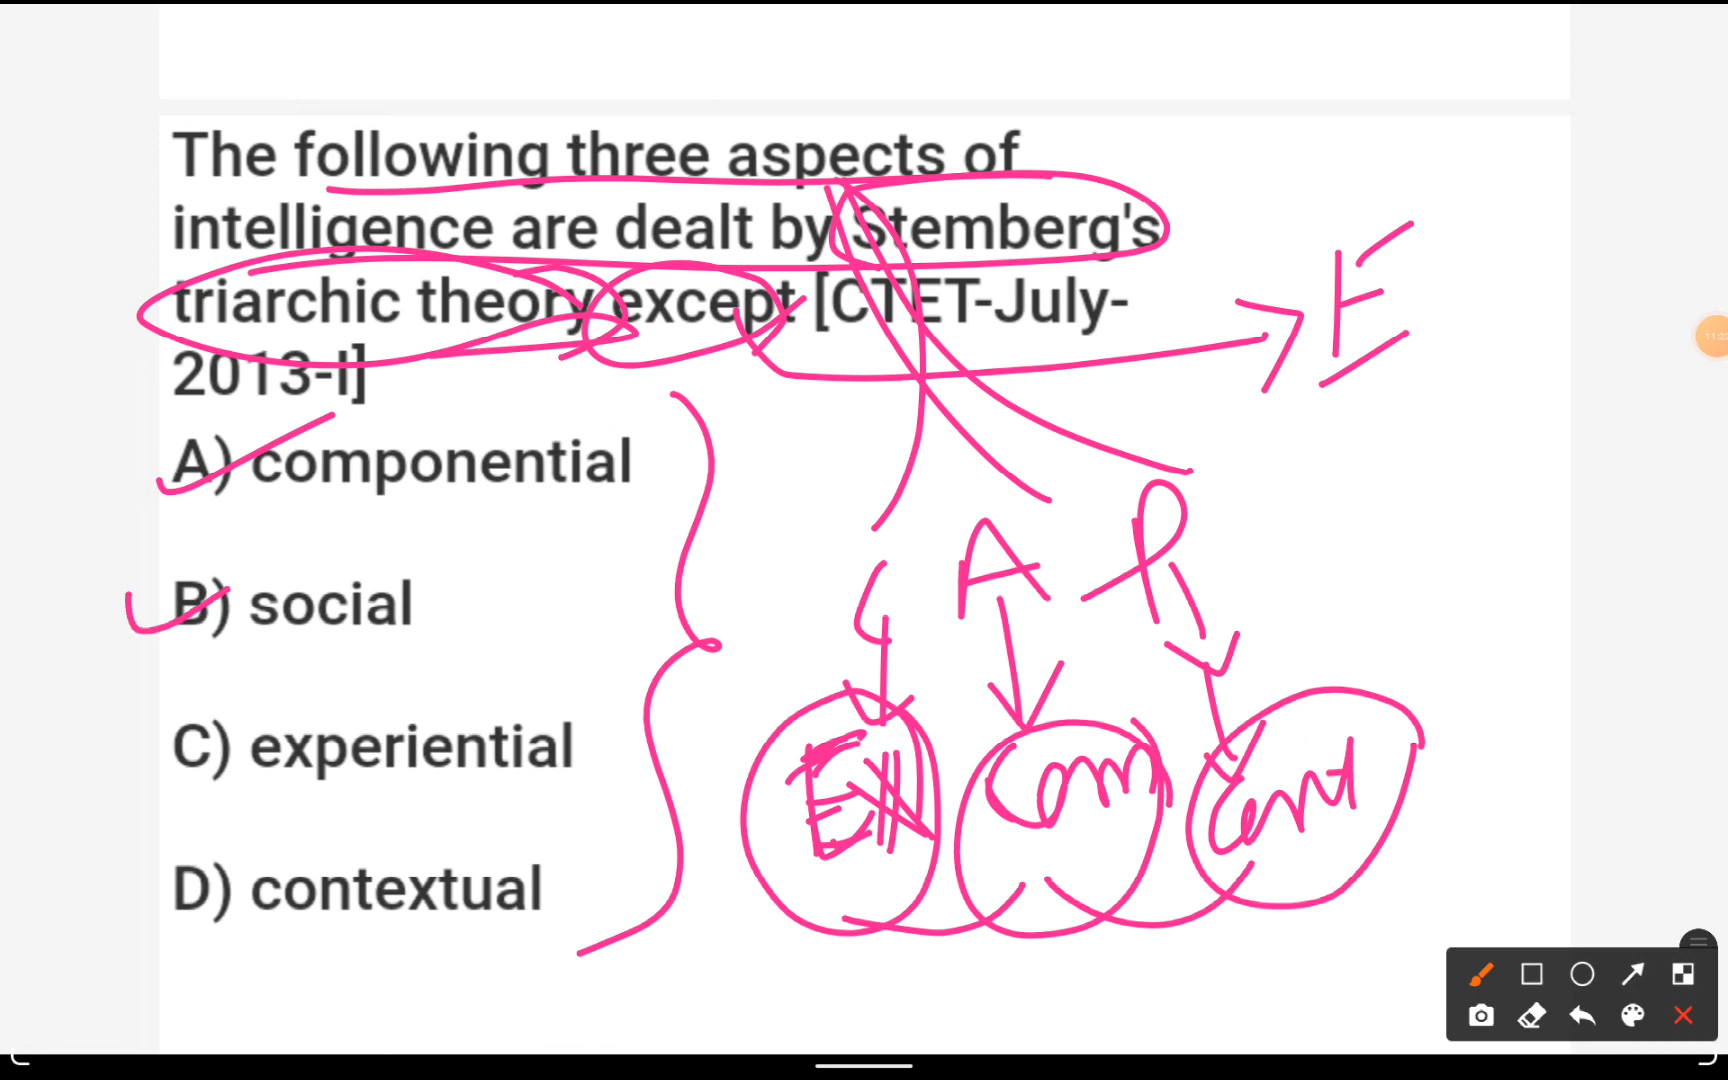 The following three aspects of
intelligence are dealt by Stemberg's
triarchic theory except [CTET-July-
2013-I]
E
A) componential
A P
B) social
C) experiential
Com
Cont
D) contextual